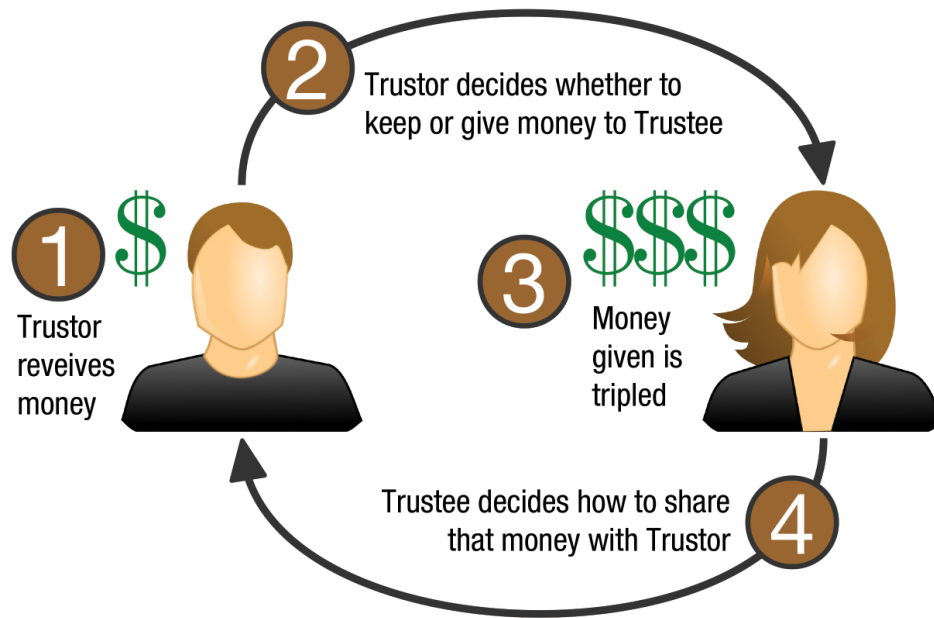 1
$
Trustor
reveives
money
2
Trustor decides whether to
keep or give money to Trustee
3
$$$
Money
given is
tripled
4
Trustee decides how to share
that money with Trustor